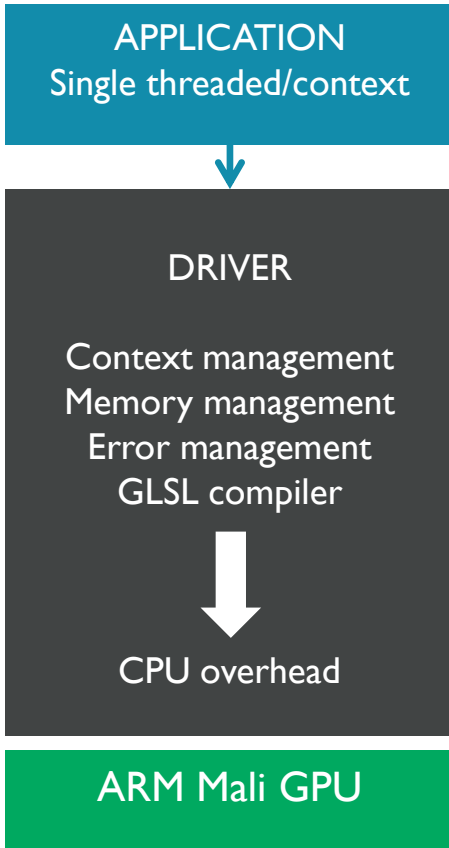 APPLICATION
Single threaded/context
DRIVER
Context management
Memory management
Error management
GLSL compiler
CPU overhead
ARM Mali GPU